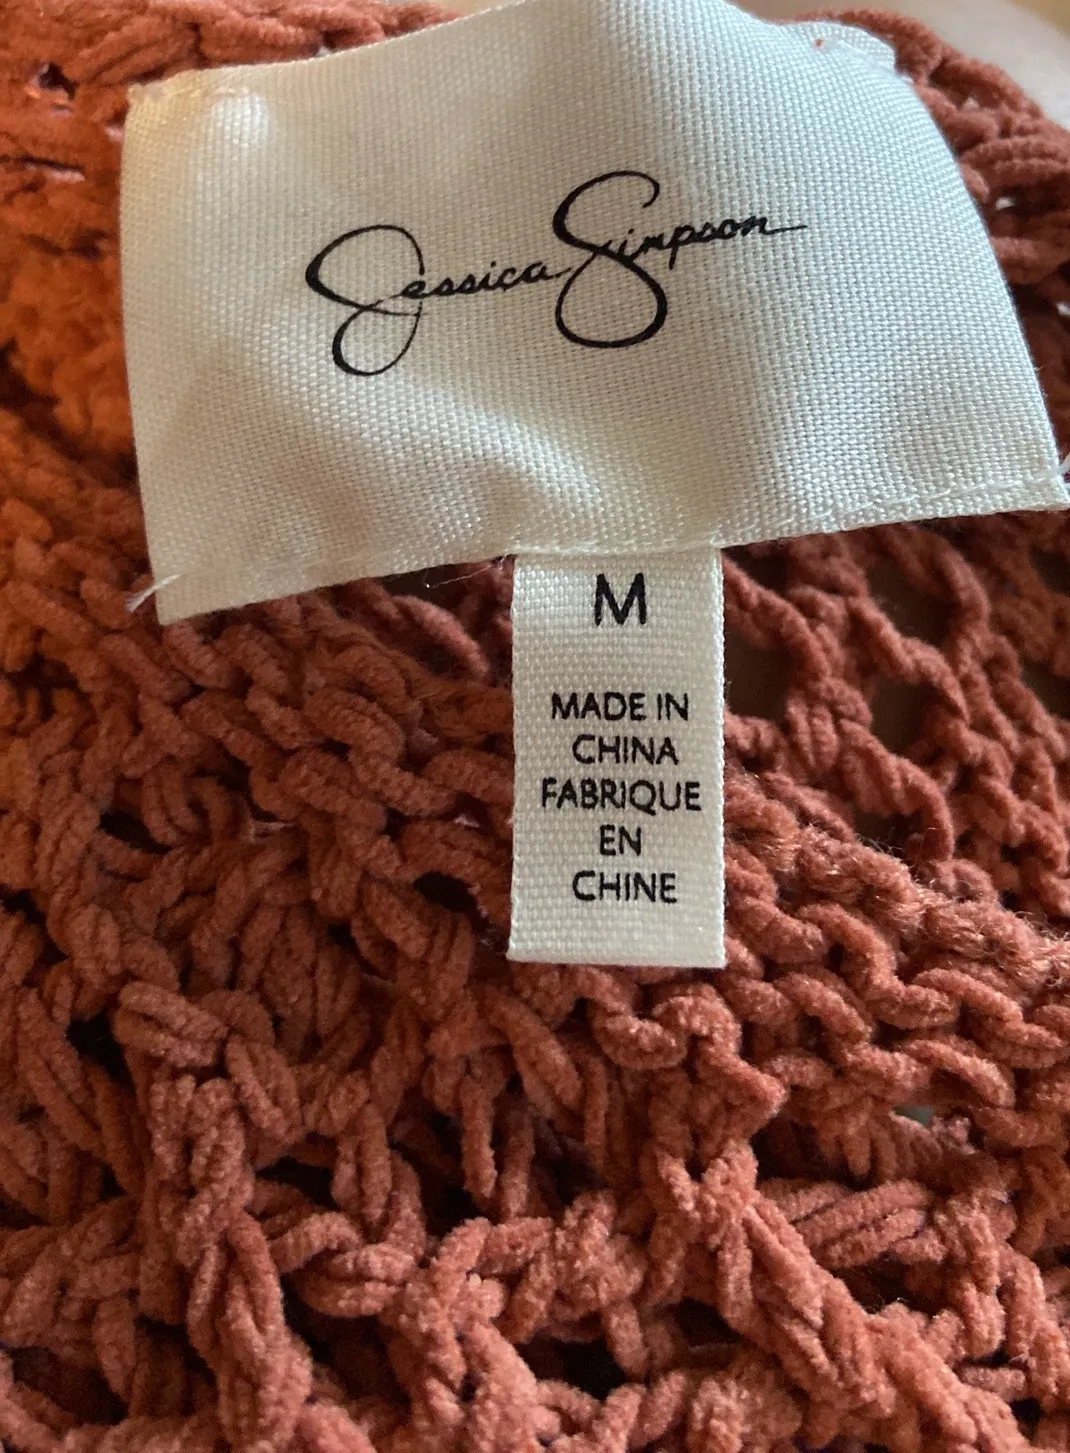 Jessica Simpson
M
MADE IN
CHINA
FABRIQUE
EN
CHINE